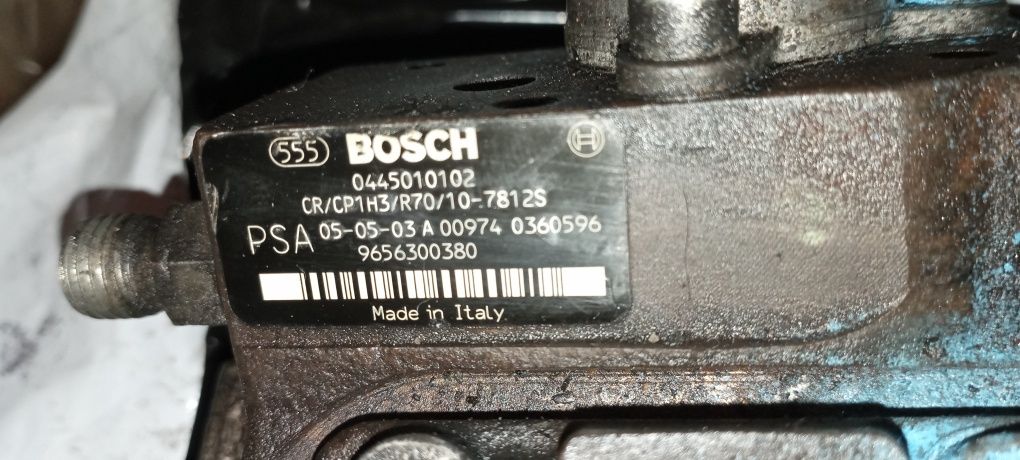 555 BOSCH
0445010102
CR/CP1H3/R70/10-7812S
PSA 05-05-03 A 00974 0360596
9656300380
Made in Italy